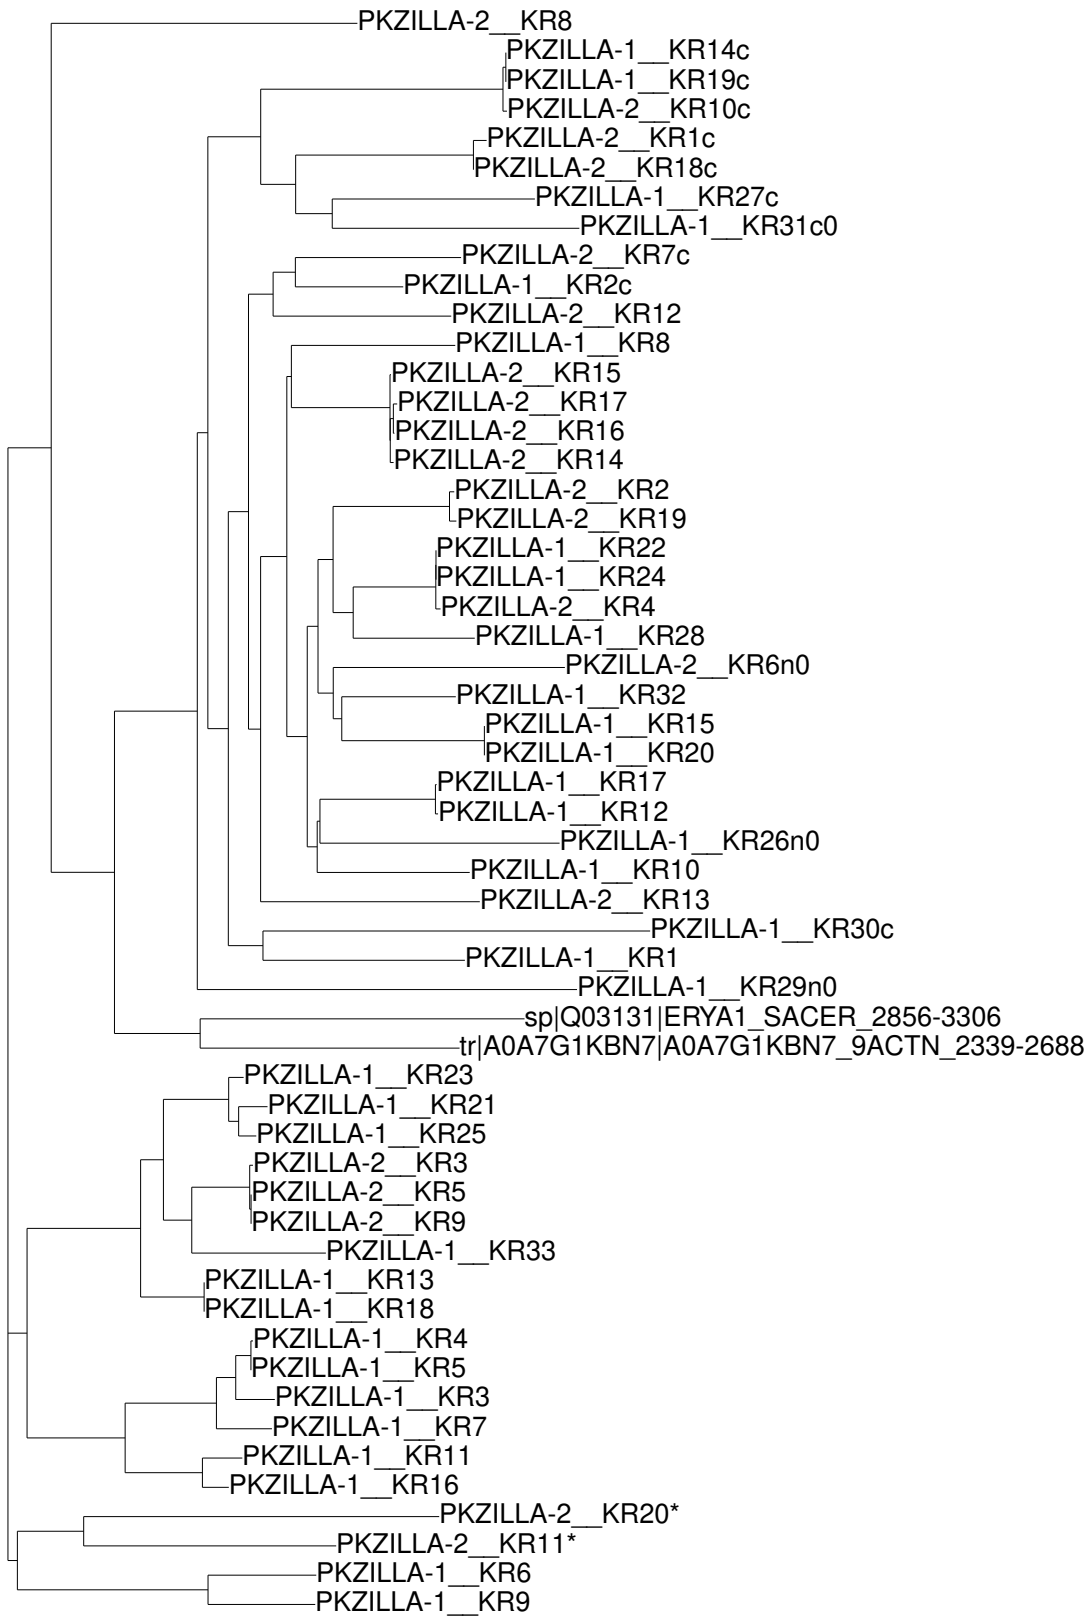 PKZILLA-2__KR8
PKZILLA-1__KR14c
PKZILLA-1__KR19c
PKZILLA-2__KR10c
PKZILLA-2__KR1c
PKZILLA-2__KR18c
PKZILLA-1__KR27c
PKZILLA-1__KR31c0
PKZILLA-2__KR7c
PKZILLA-1__KR2c
PKZILLA-2__KR12
PKZILLA-1__KR8
PKZILLA-2__KR15
PKZILLA-2__KR17
PKZILLA-2__KR16
PKZILLA-2__KR14
PKZILLA-2__KR2
PKZILLA-2__KR19
PKZILLA-1__KR22
PKZILLA-1__KR24
PKZILLA-2__KR4
PKZILLA-1__KR28
PKZILLA-2__KR6n0
PKZILLA-1__KR32
PKZILLA-1__KR15
PKZILLA-1__KR20
PKZILLA-1__KR17
PKZILLA-1__KR12
PKZILLA-1__KR26n0
PKZILLA-1__KR10
PKZILLA-2__KR13
PKZILLA-1__KR30c
PKZILLA-1__KR1
PKZILLA-1__KR29n0
sp|Q03131|ERYA1_SACER_2856-3306
tr|A0A7G1KBN7|A0A7G1KBN7_9ACTN_2339-2688
PKZILLA-1__KR23
PKZILLA-1__KR21
PKZILLA-1__KR25
PKZILLA-2__KR3
PKZILLA-2__KR5
PKZILLA-2__KR9
PKZILLA-1__KR33
PKZILLA-1__KR13
PKZILLA-1__KR18
PKZILLA-1__KR4
PKZILLA-1__KR5
PKZILLA-1__KR3
PKZILLA-1__KR7
PKZILLA-1__KR11
PKZILLA-1__KR16
PKZILLA-2__KR20*
PKZILLA-2__KR11*
PKZILLA-1__KR6
PKZILLA-1__KR9